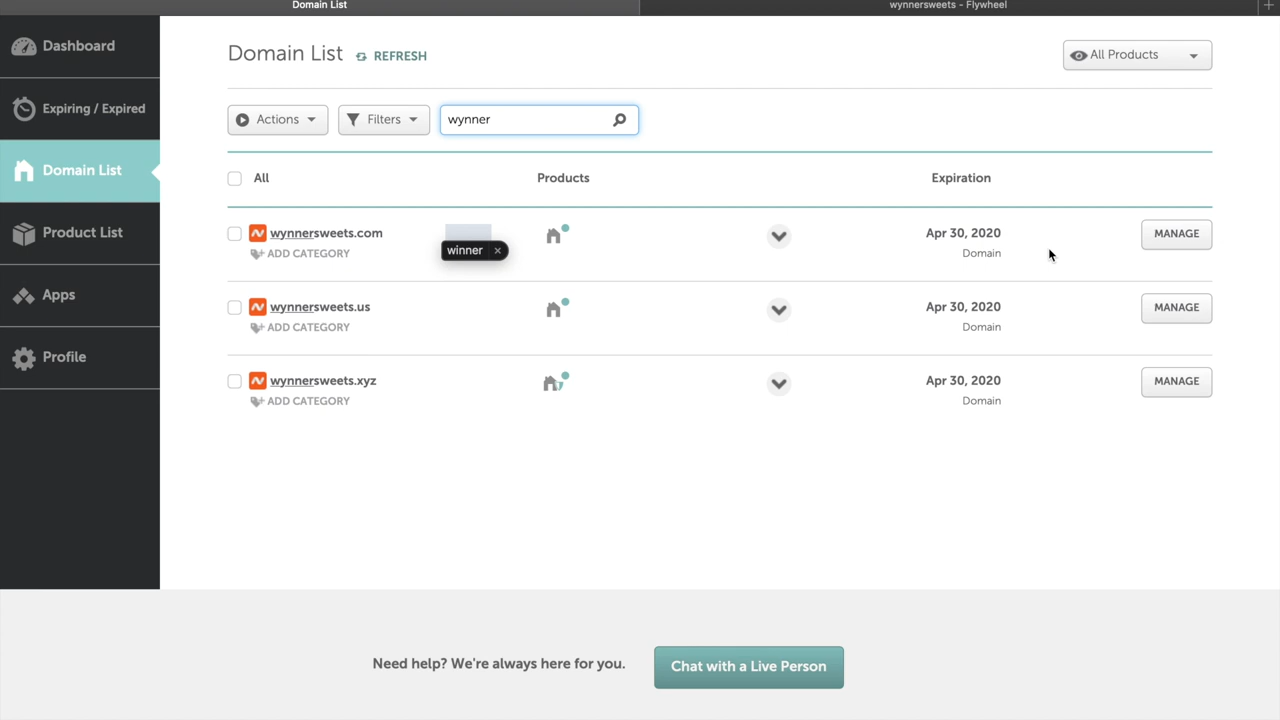 Domain List
wynnersweets - Flywheel
Dashboard
Expiring / Expired
Domain List
Product List
Apps
Profile
Domain List REFRESH
All Products
Actions Filters wynner
All Products Expiration
wynnersweets.com Apr 30, 2020 MANAGE
ADD CATEGORY Domain
winner ×
wynnersweets.us Apr 30, 2020 MANAGE
ADD CATEGORY Domain
wynnersweets.xyz Apr 30, 2020 MANAGE
ADD CATEGORY Domain
Need help? We're always here for you. Chat with a Live Person